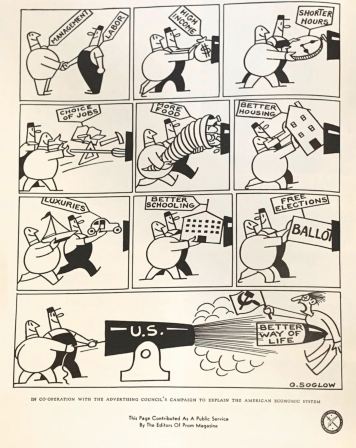 MANAGEMENT
LABOR
HIGH
INCOME
$
SHORTER
HOURS
CHOICE
OF JOBS
MORE
FOOD
BETTER
HOUSING
LUXURIES
BETTER
SCHOOLING
FREE
ELECTIONS
BALLOT
U.S.
BETTER
WAY OF
LIFE
O. SOGLOW
IN CO-OPERATION WITH THE ADVERTISING COUNCIL'S CAMPAIGN TO EXPLAIN THE AMERICAN ECONOMIC SYSTEM
This Page Contributed As A Public Service
By The Editors Of Prom Magazine